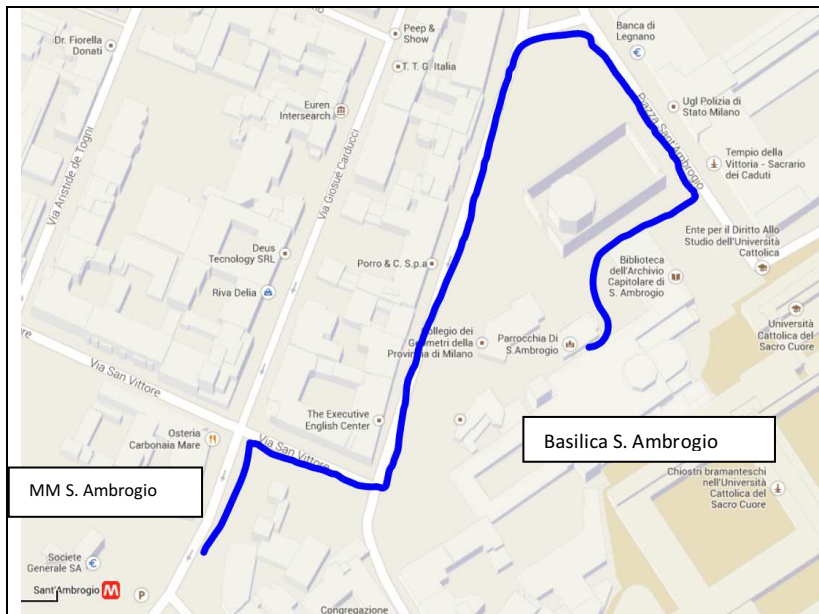 Peep &
Show
T. T. G. Italia
Banca di
Legnano
Dr. Fiorella
Donati
Euren
Intersearch
Ugl Polizia di
Stato Milano
Piazza Sant'Ambrogio
Via Giosuè Carducci
Via Aristide de Togni
Tempio della
Vittoria - Sacrario
dei Caduti
Ente per il Diritto Allo
Studio dell'Università
Cattolica
Deus
Tecnology SRL
Porro & C. S.p.a
Biblioteca
dell'Archivio
Capitolare di
S. Ambrogio
Riva Delia
Università
Cattolica del
Sacro Cuore
Collegio dei
Geometri della
Provincia di Milano
Parrocchia Di
S.Ambrogio
Via San Vittore
The Executive
English Center
Osteria
Carbonaia Mare
Via San Vittore
Basilica S. Ambrogio
MM S. Ambrogio
Chiostri bramanteschi
nell'Università
Cattolica del
Sacro Cuore
Societe
Generale SA
Sant'Ambrogio M
P
Congregazione